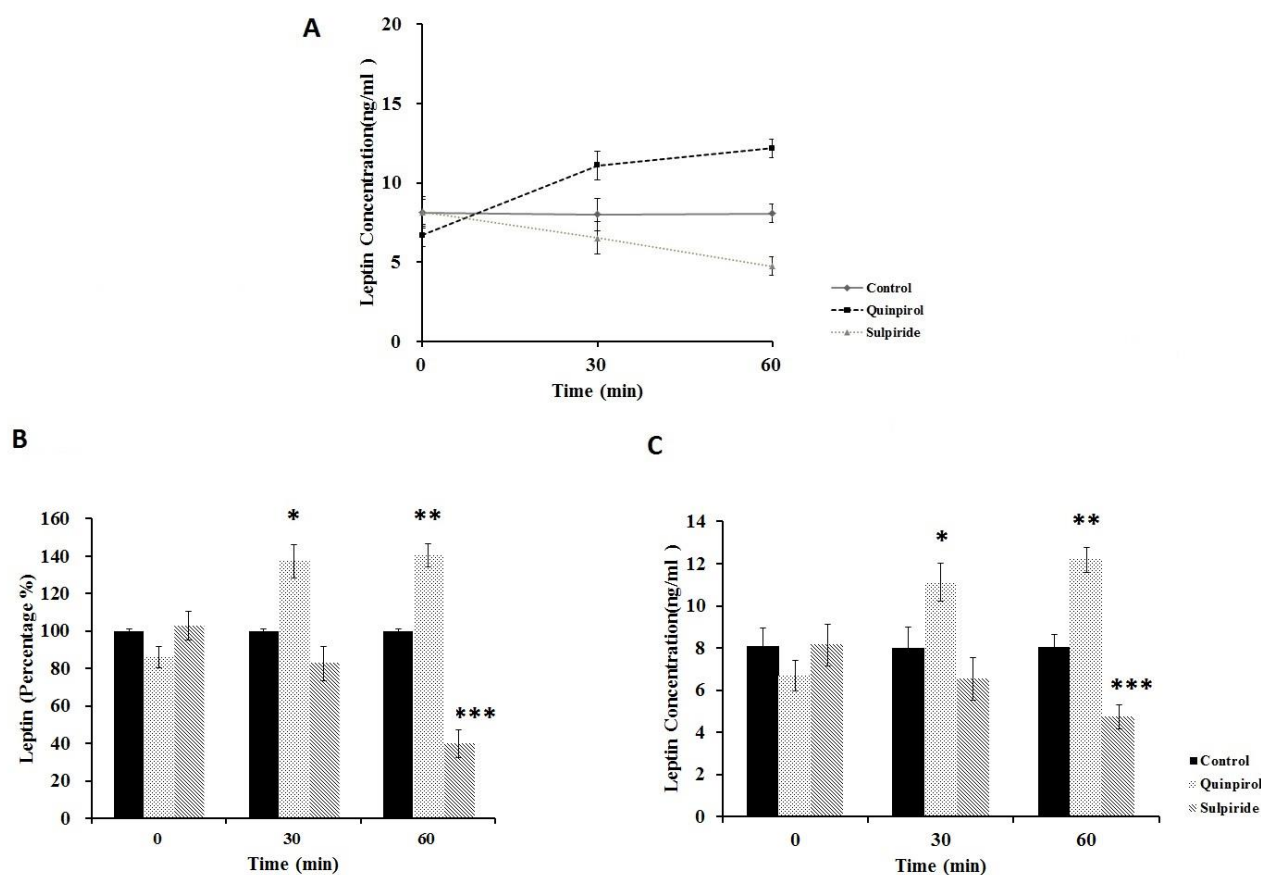 A
Leptin Concentration(ng/ml )
20
15
10
5
0
0 30 60
Time (min)
Control
Quinpirol
Sulpiride
B
Leptin (Percentage %)
160
140
120
100
80
60
40
20
0
* ** ***
0 30 60
Time (min)
C
Leptin Concentration(ng/ml )
14
12
10
8
6
4
2
0
* ** ***
0 30 60
Time (min)
Control
Quinpirol
Sulpiride